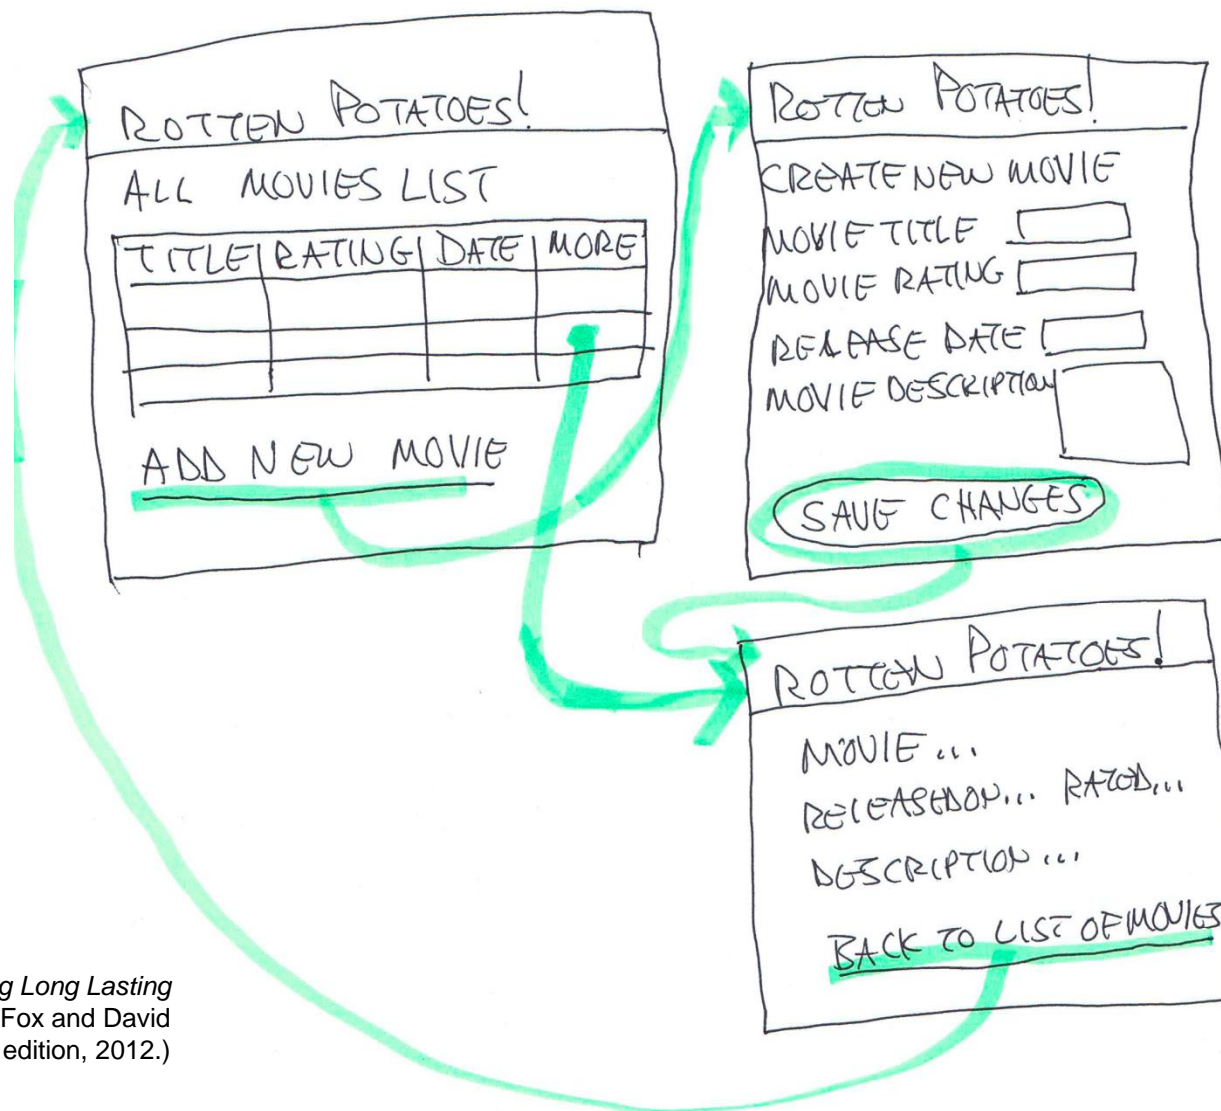 ROTTEN POTATOES!
ALL MOVIES LIST
TITLE RATING DATE MORE
ADD NEW MOVIE
ROTTEN POTATOES!
CREATE NEW MOVIE
MOVIE TITLE
MOVIE RATING
RELEASE DATE
MOVIE DESCRIPTION
SAVE CHANGES
ROTTEN POTATOES!
MOVIE ...
RELEASED ON... RATED...
DESCRIPTION ...
BACK TO LIST OF MOVIES
g Long Lasting
Fox and David
edition, 2012.)